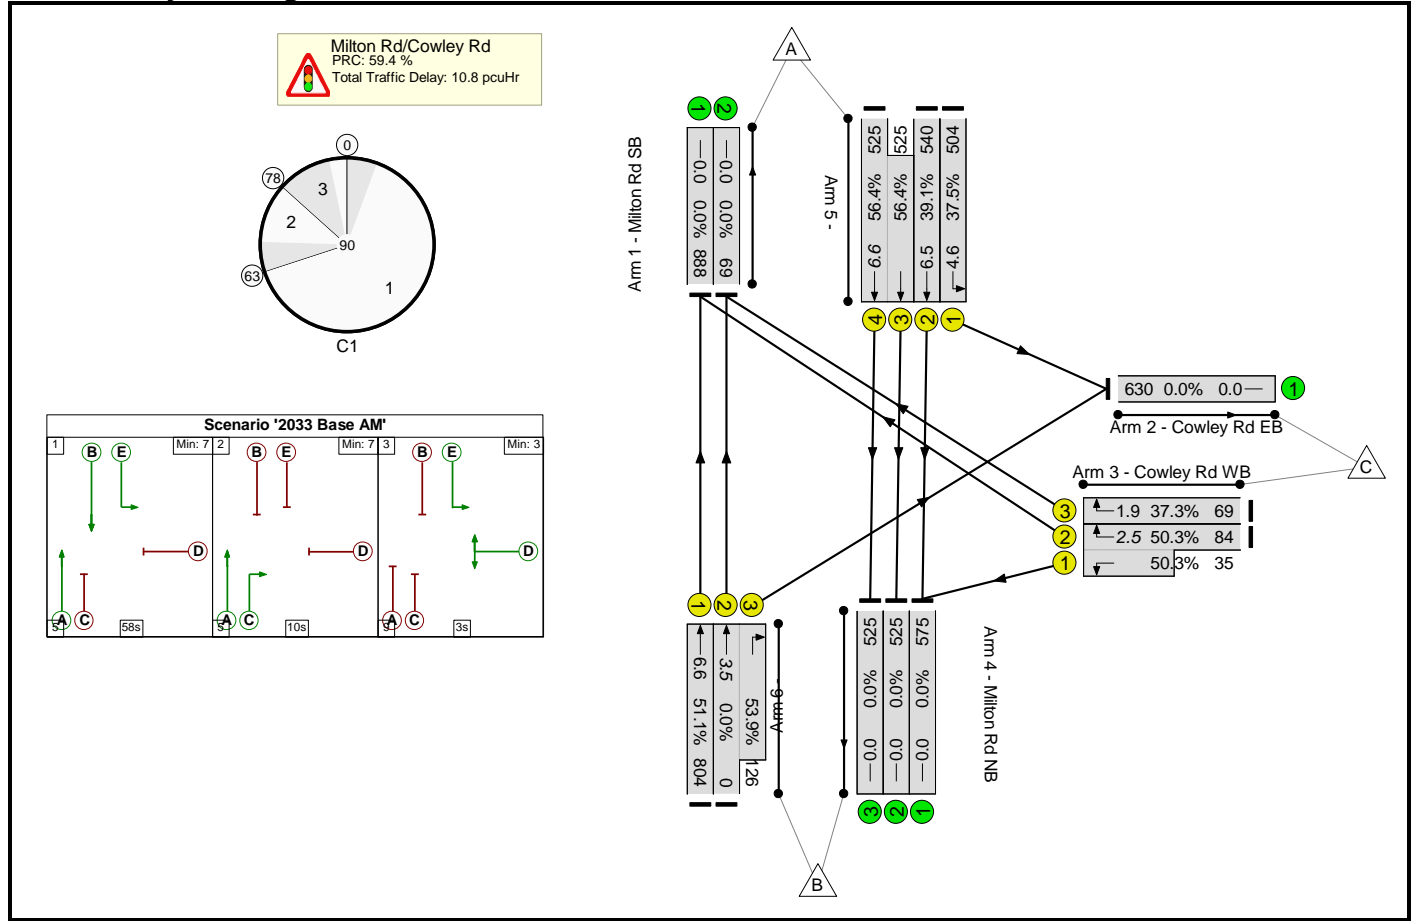 Milton Rd/Cowley Rd
PRC: 59.4 %
Total Traffic Delay: 10.8 pcuHr
0
78
63
3
2
1
90
C1
Scenario '2033 Base AM'
1 Min: 7
B E
D
A C
5 58s
2 Min: 7
B E
D
A C
5 10s
3 Min: 3
B E
D
A C
9 3s
A
Arm 1 - Milton Rd SB
1
0.0 0.0% 888
2
0.0 0.0% 69
Arm 5 -
525 56.4% 6.6
4
525 56.4%
3
540 39.1% 6.5
2
504 37.5% 4.6
1
630 0.0% 0.0 1
Arm 2 - Cowley Rd EB
C
Arm 3 - Cowley Rd WB
3 1.9 37.3% 69
2 2.5 50.3% 84
1 50.3% 35
1
6.6 51.1% 804
2
3.5 0.0% 0
3
53.9% 126
Arm 6 -
525 0.0% 0.0
3
525 0.0% 0.0
2
575 0.0% 0.0
1
Arm 4 - Milton Rd NB
B